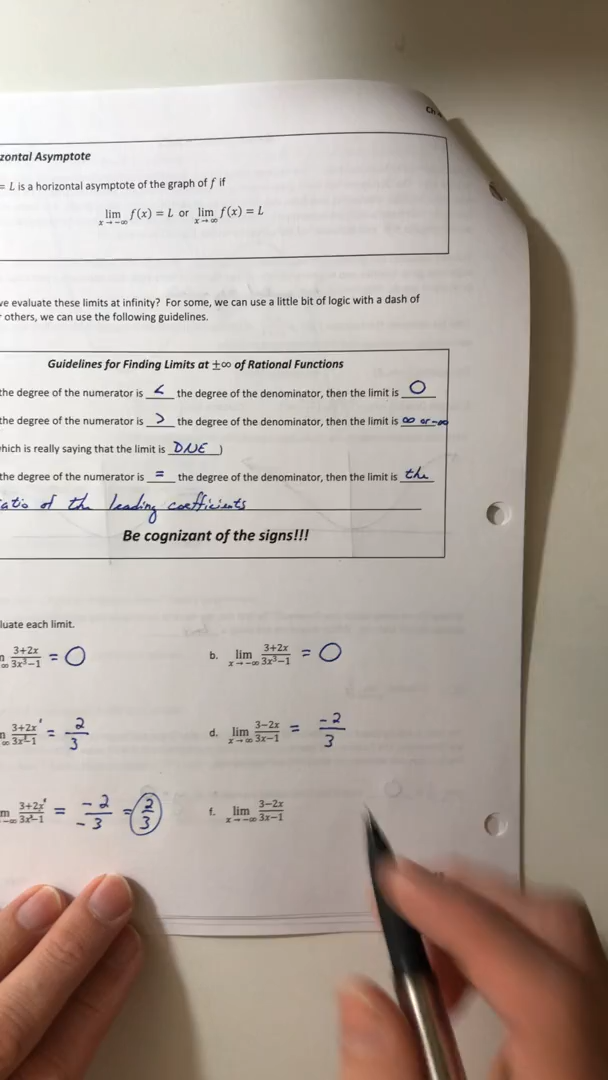 zontal Asymptote
= L is a horizontal asymptote of the graph of f if
lim x→-∞ f(x) = L or lim x→∞ f(x) = L
ve evaluate these limits at infinity? For some, we can use a little bit of logic with a dash of
others, we can use the following guidelines.
Guidelines for Finding Limits at ±∞ of Rational Functions
the degree of the numerator is < the degree of the denominator, then the limit is 0
the degree of the numerator is > the degree of the denominator, then the limit is ∞ or -∞
hich is really saying that the limit is DNE )
the degree of the numerator is = the degree of the denominator, then the limit is the
atio of the leading coefficients
Be cognizant of the signs!!!
luate each limit.
∞ 3+2x/3x³-1 = 0 b. lim x→-∞ 3+2x/3x³-1 = 0
∞ 3+2x/3x-1 = 2/3 d. lim x→∞ 3-2x/3x-1 = -2/3
m -∞ 3+2x/3x-1 = -2/-3 = 2/3 f. lim x→-∞ 3-2x/3x-1